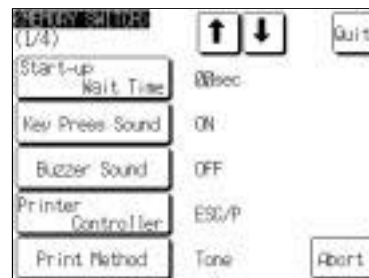 (MEMORY SWITCH)
(1/4)
Quit
Start-up
Wait Time
00sec
Key Press Sound
ON
Buzzer Sound
OFF
Printer
Controller
ESC/P
Print Method
Tone
Abort